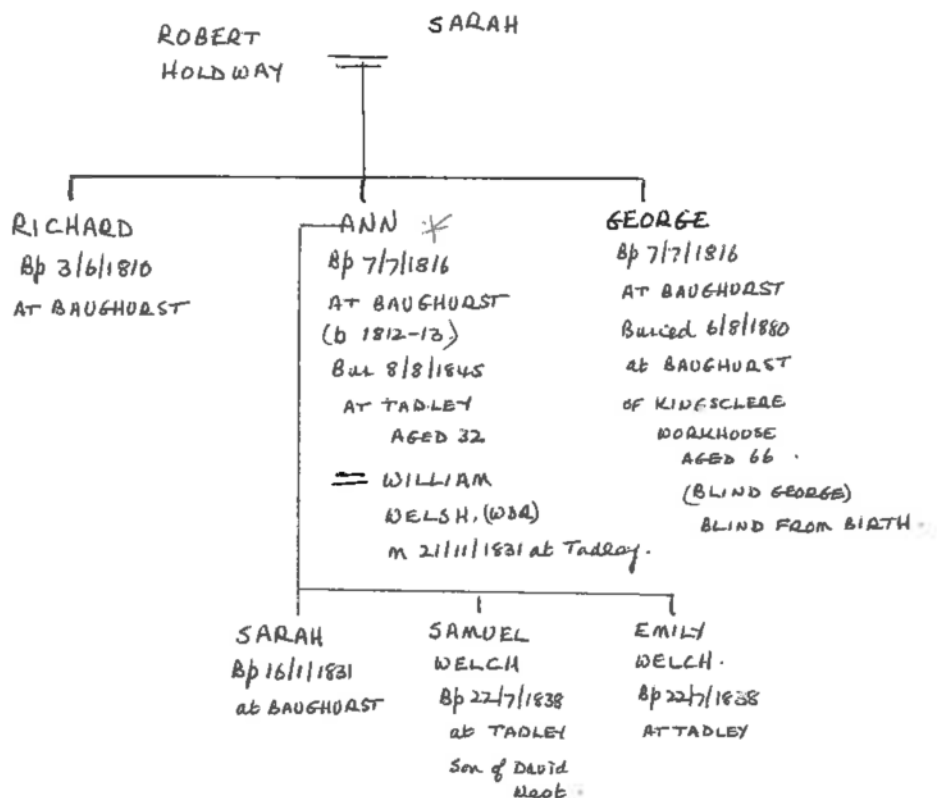 ROBERT
HOLDWAY
SARAH
RICHARD
Bp 3/6/1810
AT BAUGHURST
ANN *
Bp 7/7/1816
AT BAUGHURST
(b 1812-13)
Bur 8/8/1845
AT TADLEY
AGED 32
= WILLIAM
WELSH. (WDR)
m 21/11/1831 at Tadley.
GEORGE
Bp 7/7/1816
AT BAUGHURST
Buried 6/8/1880
at BAUGHURST
OF KINGSCLERE
WORKHOUSE
AGED 66.
(BLIND GEORGE)
BLIND FROM BIRTH.
SARAH
Bp 16/1/1831
at BAUGHURST
SAMUEL
WELCH
Bp 22/7/1838
at TADLEY
Son of David
EMILY
WELCH.
Bp 22/7/1838
AT TADLEY